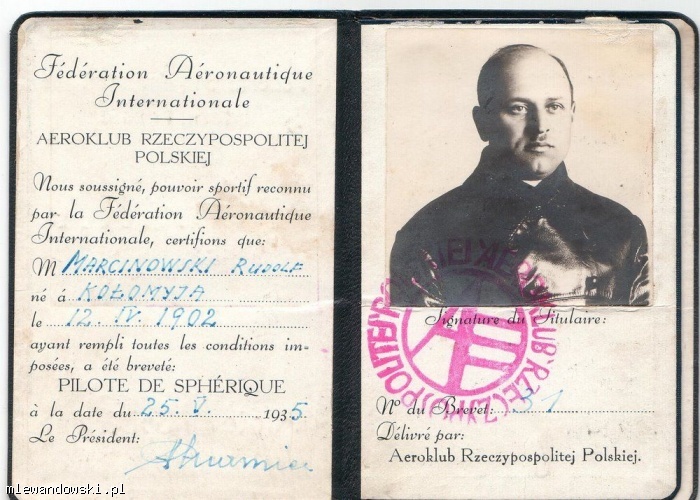 Fédération Aéronautique
Internationale
AEROKLUB RZECZYPOSPOLITEJ
POLSKIEJ
Nous soussigné, pouvoir sportif reconnu
par la Fédération Aéronautique
Internationale, certifions que:
M MARCINOWSKI RUDOLF
né à KOŁOMYJA
le 12. IV. 1902
ayant rempli toutes les conditions im-
posées, a été breveté:
PILOTE DE SPHÉRIQUE
à la date du 25. V. 1935
Le Président:
Signature du Titulaire:
N° du Brevet: 31
Délivré par:
Aeroklub Rzeczypospolitej Polskiej.
AEROKLUB RZECZYPOSPOLITEJ POLSKIEJ
mlewandowski.pl